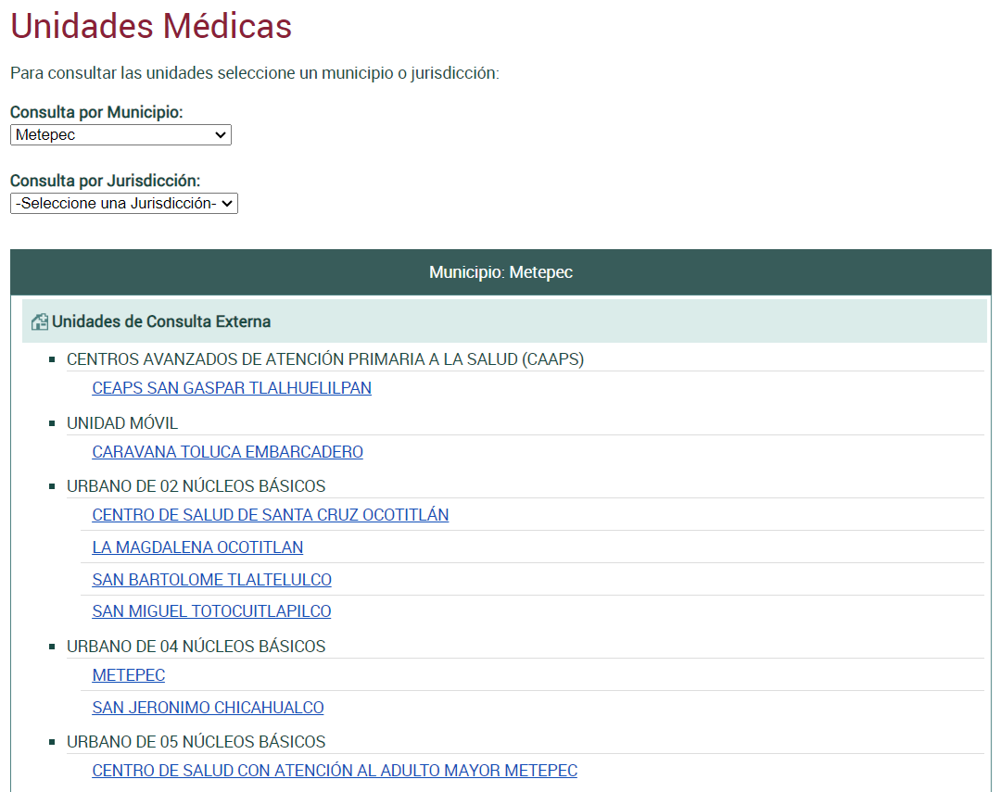 Unidades Médicas
Para consultar las unidades seleccione un municipio o jurisdicción:
Consulta por Municipio:
Metepec
Consulta por Jurisdicción:
-Seleccione una Jurisdicción-
Municipio: Metepec
Unidades de Consulta Externa
CENTROS AVANZADOS DE ATENCIÓN PRIMARIA A LA SALUD (CAAPS)
CEAPS SAN GASPAR TLALHUELILPAN
UNIDAD MÓVIL
CARAVANA TOLUCA EMBARCADERO
URBANO DE 02 NÚCLEOS BÁSICOS
CENTRO DE SALUD DE SANTA CRUZ OCOTITLÁN
LA MAGDALENA OCOTITLAN
SAN BARTOLOME TLALTELULCO
SAN MIGUEL TOTOCUITLAPILCO
URBANO DE 04 NÚCLEOS BÁSICOS
METEPEC
SAN JERONIMO CHICAHUALCO
URBANO DE 05 NÚCLEOS BÁSICOS
CENTRO DE SALUD CON ATENCIÓN AL ADULTO MAYOR METEPEC